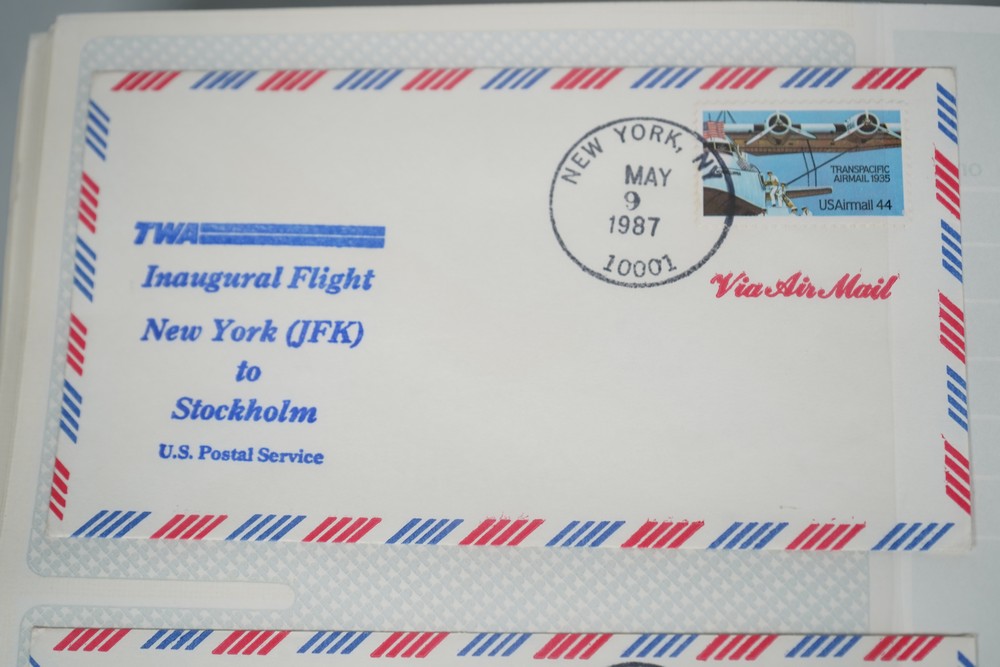 NEW YORK, NY
MAY
9
1987
10001
TRANSPACIFIC
AIRMAIL 1935
USAirmail 44
Via Air Mail
TWA
Inaugural Flight
New York (JFK)
to
Stockholm
U.S. Postal Service